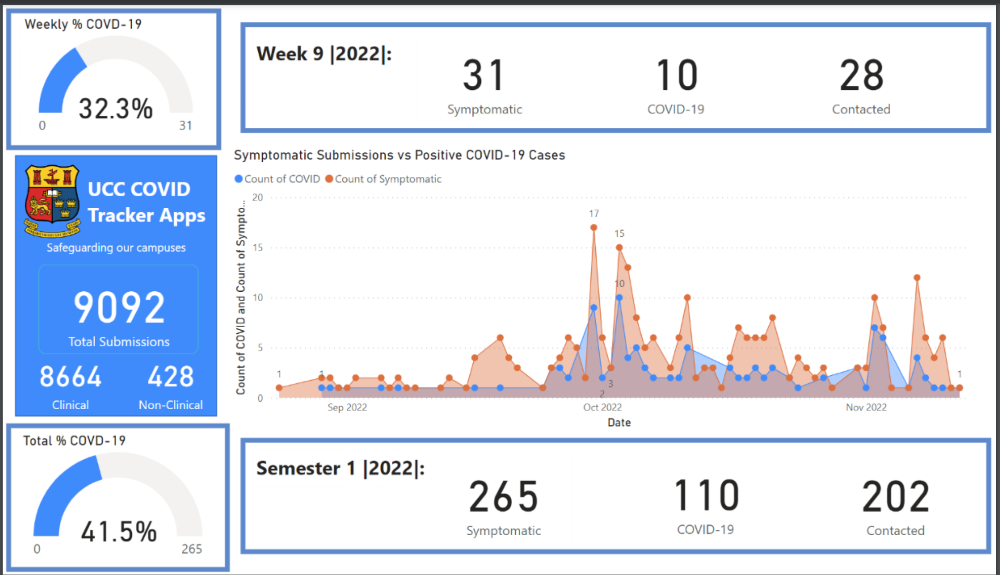 Weekly % COVD-19
32.3%
0
31
Week 9 |2022|:
31
Symptomatic
10
COVID-19
28
Contacted
UCC COVID
Tracker Apps
Safeguarding our campuses
9092
Total Submissions
8664
Clinical
428
Non-Clinical
Symptomatic Submissions vs Positive COVID-19 Cases
Count of COVID
Count of Symptomatic
Count of COVID and Count of Sympto...
20
15
10
5
0
1
1
17
15
10
3
2
1
Sep 2022
Oct 2022
Nov 2022
Date
Total % COVD-19
41.5%
0
265
Semester 1 |2022|:
265
Symptomatic
110
COVID-19
202
Contacted